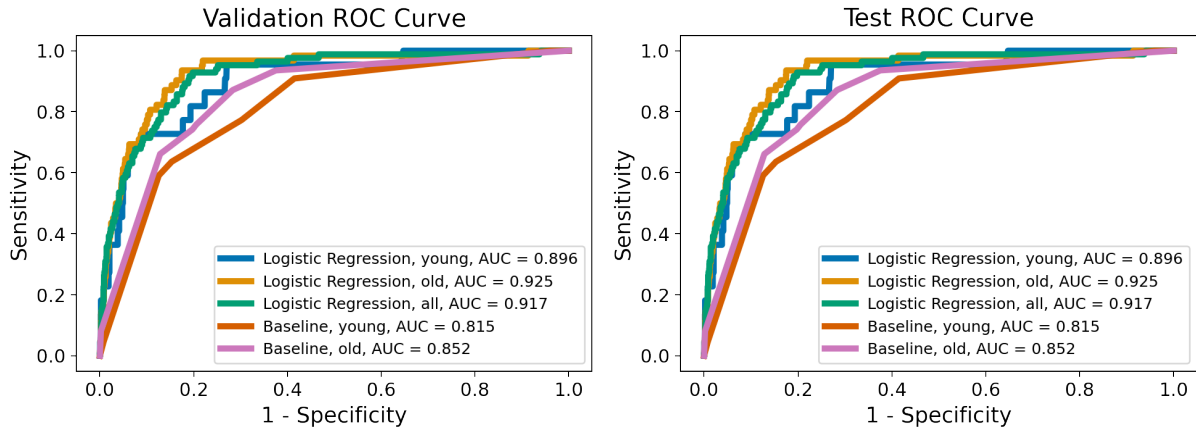 Validation ROC Curve
Sensitivity
1.0
0.8
0.6
0.4
0.2
0.0
Logistic Regression, young, AUC = 0.896
Logistic Regression, old, AUC = 0.925
Logistic Regression, all, AUC = 0.917
Baseline, young, AUC = 0.815
Baseline, old, AUC = 0.852
0.0 0.2 0.4 0.6 0.8 1.0
1 - Specificity
Test ROC Curve
Sensitivity
1.0
0.8
0.6
0.4
0.2
0.0
Logistic Regression, young, AUC = 0.896
Logistic Regression, old, AUC = 0.925
Logistic Regression, all, AUC = 0.917
Baseline, young, AUC = 0.815
Baseline, old, AUC = 0.852
0.0 0.2 0.4 0.6 0.8 1.0
1 - Specificity